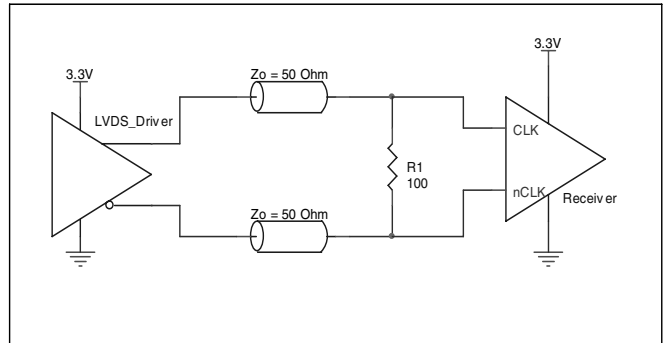 3.3V
3.3V
Zo = 50 Ohm
LVDS_Driver
CLK
R1
100
nCLK
Receiver
Zo = 50 Ohm